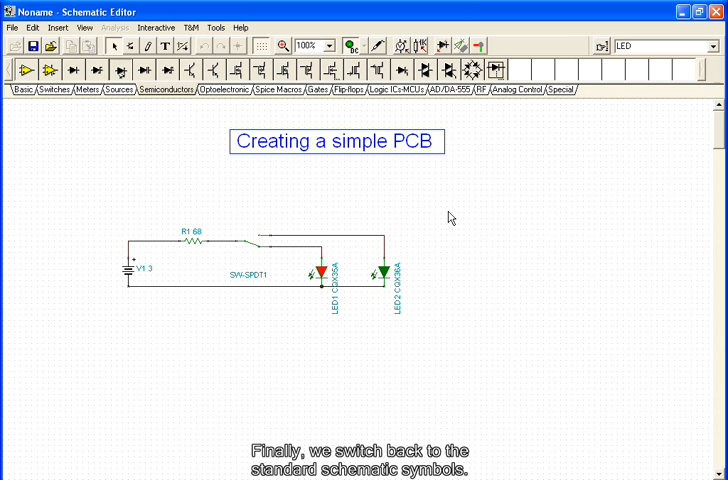 Noname - Schematic Editor
File Edit Insert View Analysis Interactive T&M Tools Help
100% DC LED
Basic Switches Meters Sources Semiconductors Optoelectronic Spice Macros Gates Flip-flops Logic ICs-MCUs AD/DA-555 RF Analog Control Special
Creating a simple PCB
R1 68
V1 3
SW-SPDT1
LED1 CQX35A
LED2 CQX36A
Finally, we switch back to the
standard schematic symbols.